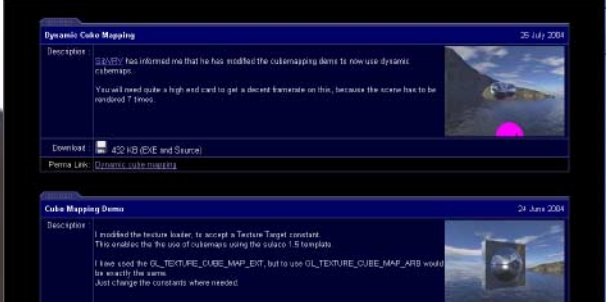 Dynamic Cube Mapping 25 July 2004
Description :
has informed me that he has modified the cubemapping demo to now use dynamic
cubemaps.
You will need quite a high end card to get a decent framerate on this, because the scene has to be
rendered 7 times.
Download : 432 KB (EXE and Source)
Perma Link: Dynamic cube mapping
Cube Mapping Demo 24 June 2004
Description :
I modified the texture loader, to accept a Texture Target constant.
This enables the the use of cubemaps using the sulaco 1.5 template.
I have used the GL_TEXTURE_CUBE_MAP_EXT, but to use GL_TEXTURE_CUBE_MAP_ARB would
be exactly the same.
Just change the constants where needed.